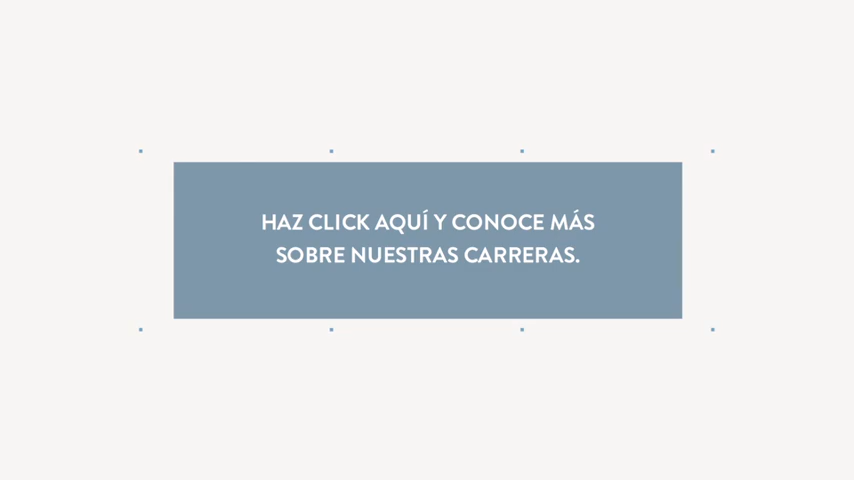 HAZ CLICK AQUÍ Y CONOCE MÁS
SOBRE NUESTRAS CARRERAS.